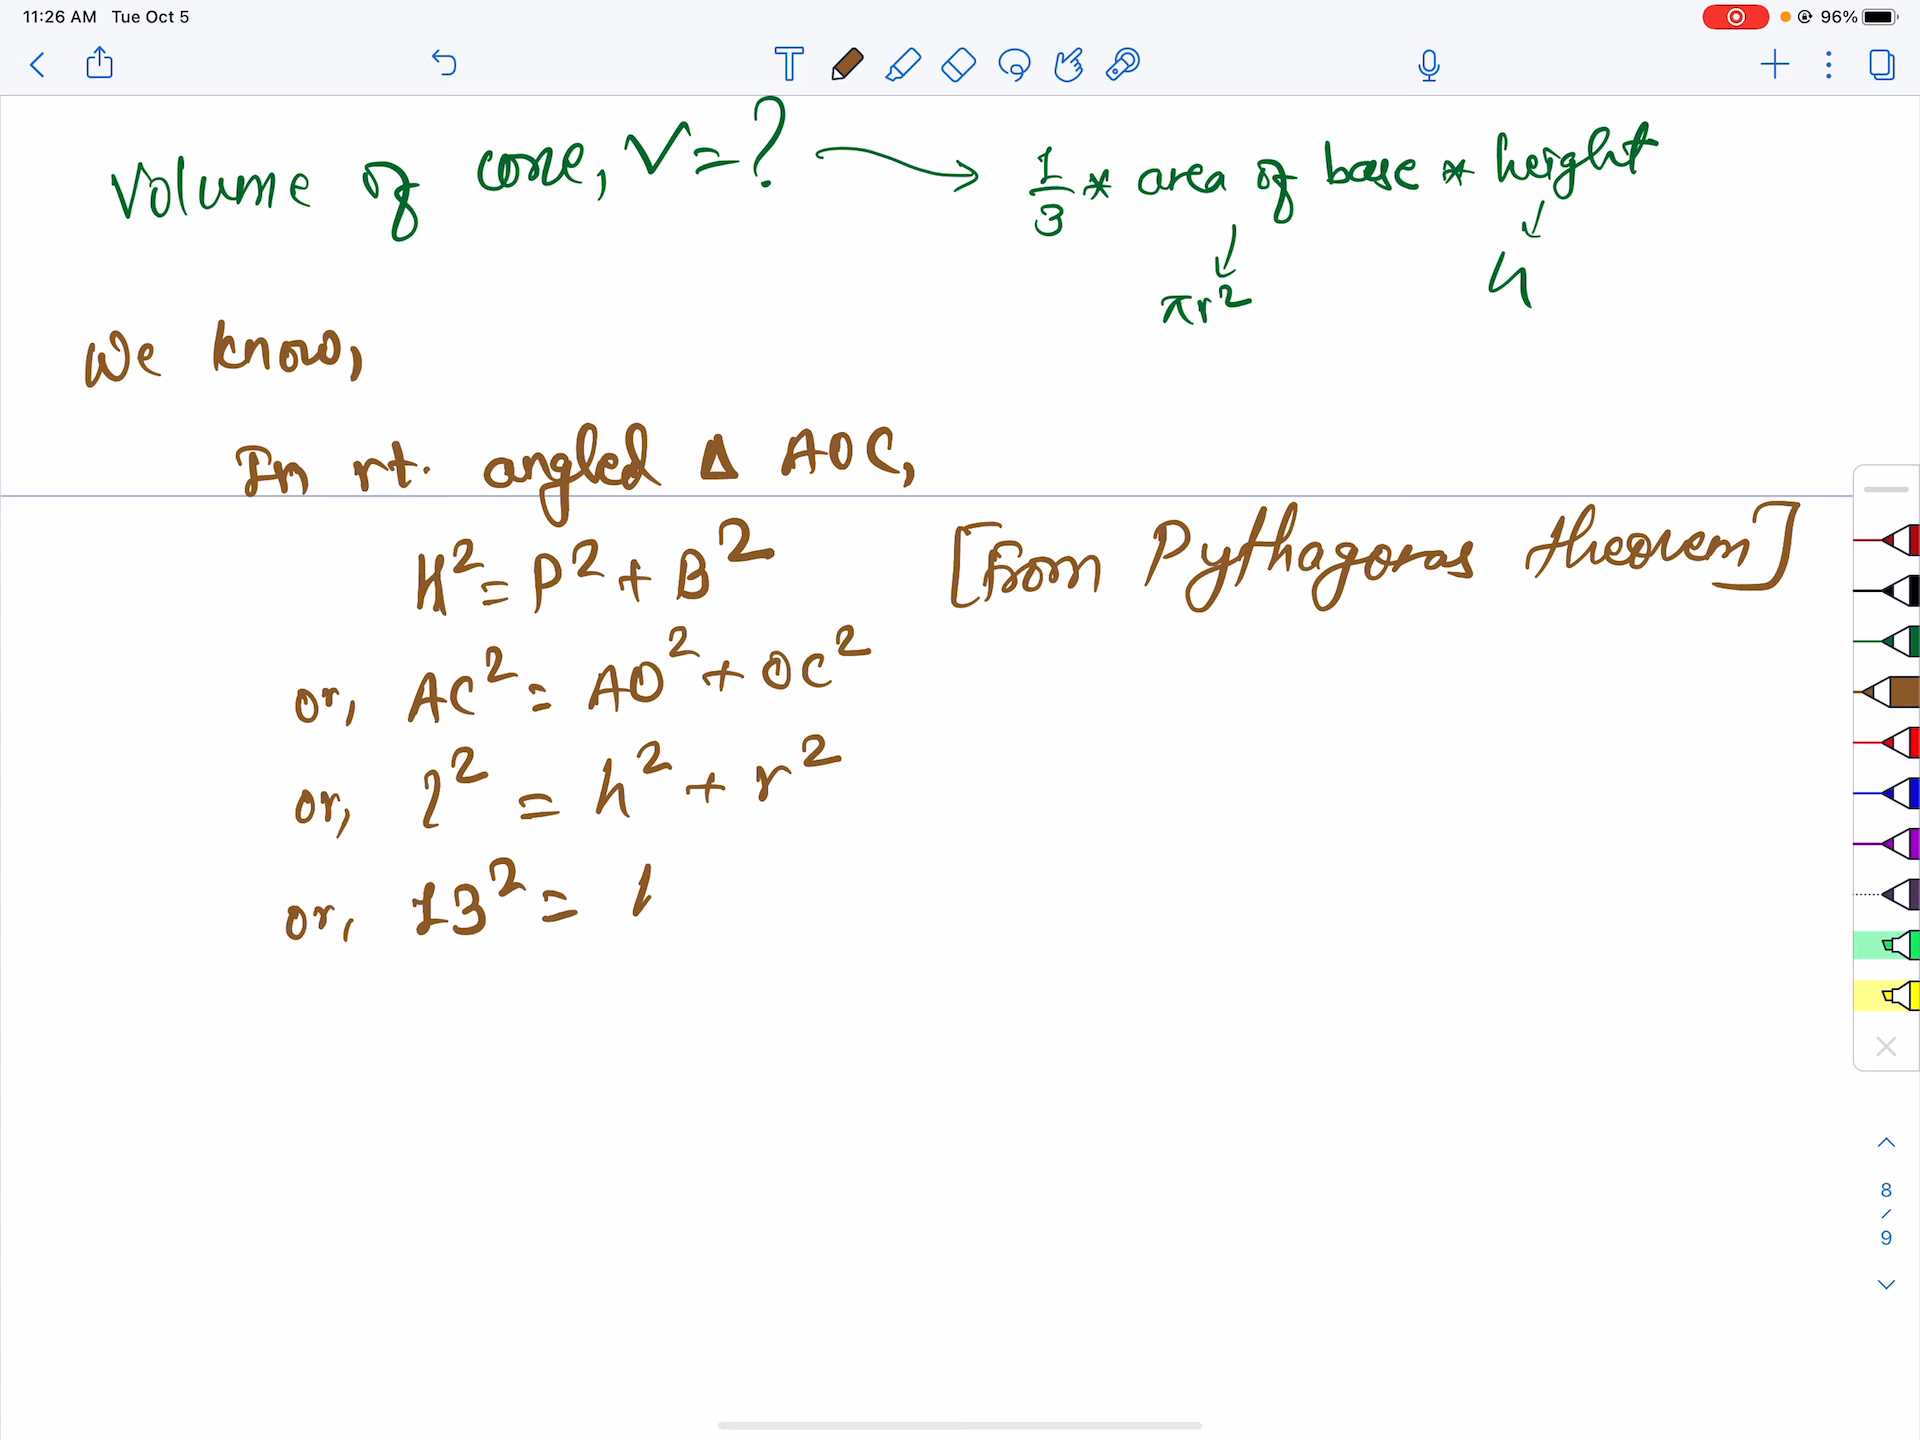 11:26 AM Tue Oct 5
96%
Volume of cone, V = ? → 1/3 * area of base * height
πr² h
We know,
In rt. angled Δ AOC,
H² = P² + B² [From Pythagoras theorem]
or, AC² = AO² + OC²
or, l² = h² + r²
or, 13² =
8
/
9